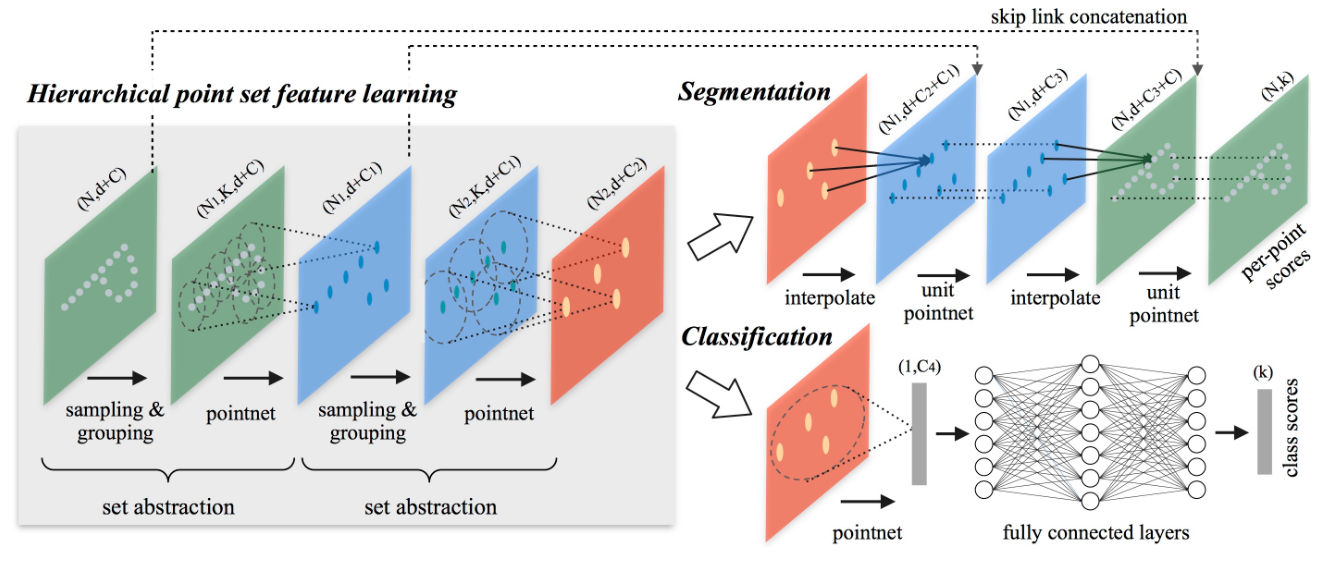 skip link concatenation
Hierarchical point set feature learning
(N,d+C)
(N1,K,d+C)
(N1,d+C1)
(N2,K,d+C1)
(N2,d+C2)
sampling &
grouping
pointnet
sampling &
grouping
pointnet
set abstraction
set abstraction
Segmentation
(N1,d+C2+C1)
(N1,d+C3)
(N,d+C3+C)
(N,k)
interpolate
unit
pointnet
interpolate
unit
pointnet
per-point
scores
Classification
(1,C4)
(k)
pointnet
fully connected layers
class scores